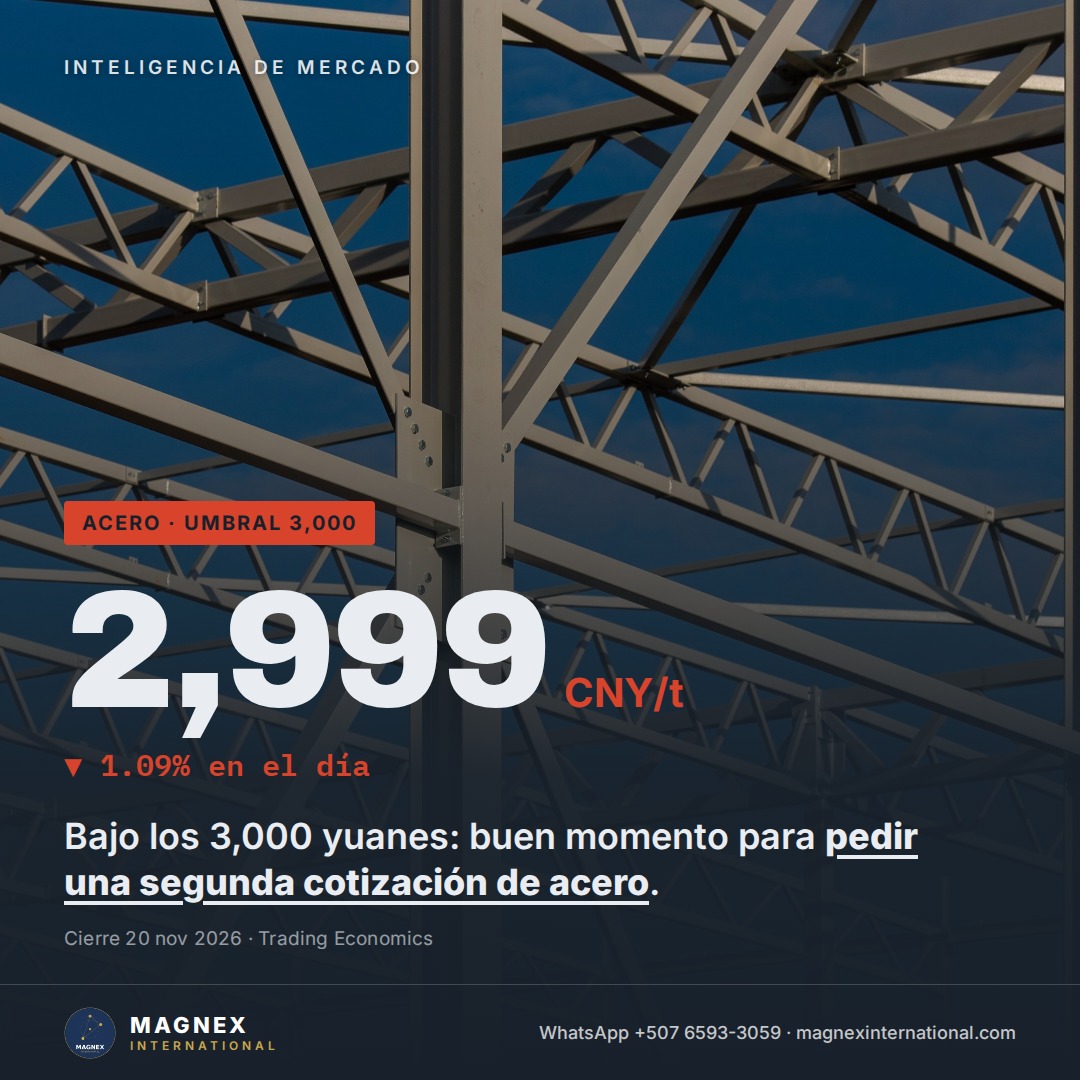 INTELIGENCIA DE MERCADO
ACERO · UMBRAL 3,000
2,999 CNY/t
▼ 1.09% en el día
Bajo los 3,000 yuanes: buen momento para pedir
una segunda cotización de acero.
Cierre 20 nov 2026 · Trading Economics
MAGNEX
MAGNEX
INTERNATIONAL
WhatsApp +507 6593-3059 · magnexinternational.com